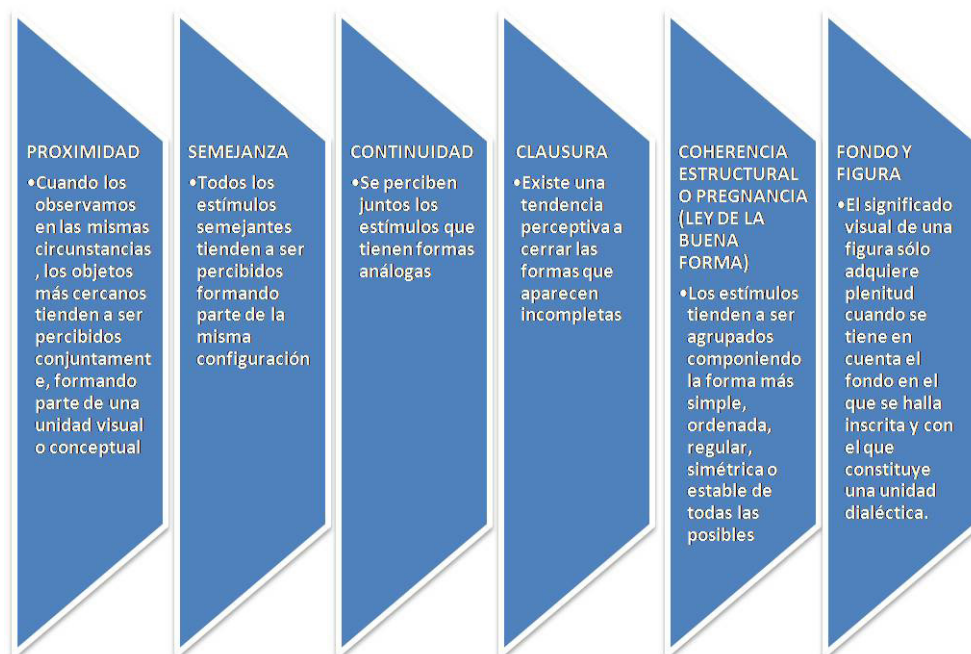 PROXIMIDAD
•Cuando los
observamos
en las mismas
circunstancias
, los objetos
más cercanos
tienden a ser
percibidos
conjuntament
e, formando
parte de una
unidad visual
o conceptual
SEMEJANZA
•Todos los
estímulos
semejantes
tienden a ser
percibidos
formando
parte de la
misma
configuración
CONTINUIDAD
•Se perciben
juntos los
estímulos que
tienen formas
análogas
CLAUSURA
•Existe una
tendencia
perceptiva a
cerrar las
formas que
aparecen
incompletas
COHERENCIA
ESTRUCTURAL
O PREGNANCIA
(LEY DE LA
BUENA
FORMA)
•Los estímulos
tienden a ser
agrupados
componiendo
la forma más
simple,
ordenada,
regular,
simétrica o
estable de
todas las
posibles
FONDO Y
FIGURA
•El significado
visual de una
figura sólo
adquiere
plenitud
cuando se
tiene en
cuenta el
fondo en el
que se halla
inscrita y con
el que
constituye
una unidad
dialéctica.